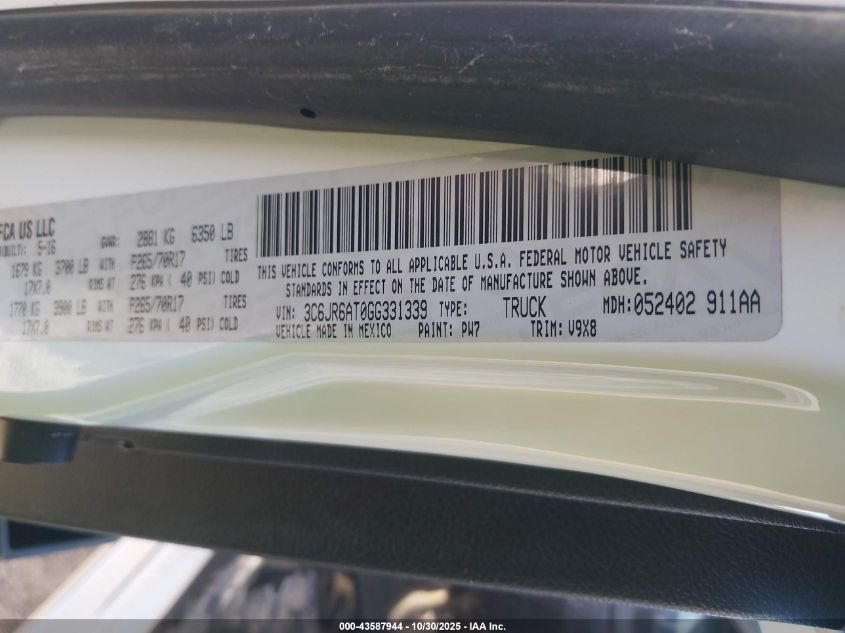 FCA US LLC
(BUILT): 5-16 GVWR: 2881 KG 6350 LB
1679 KG 3700 LB WITH P265/70R17 TIRES
17X7.0 RIMS AT 276 KPA ( 40 PSI) COLD
1770 KG 3900 LB WITH P265/70R17 TIRES
17X7.0 RIMS AT 276 KPA ( 40 PSI) COLD
THIS VEHICLE CONFORMS TO ALL APPLICABLE U.S.A. FEDERAL MOTOR VEHICLE SAFETY
STANDARDS IN EFFECT ON THE DATE OF MANUFACTURE SHOWN ABOVE.
VIN: 3C6JR6AT0GG331339 TYPE: TRUCK MDH:052402 911AA
VEHICLE MADE IN MEXICO PAINT: PW7 TRIM: V9X8
000-43587944 - 10/30/2025 - IAA Inc.